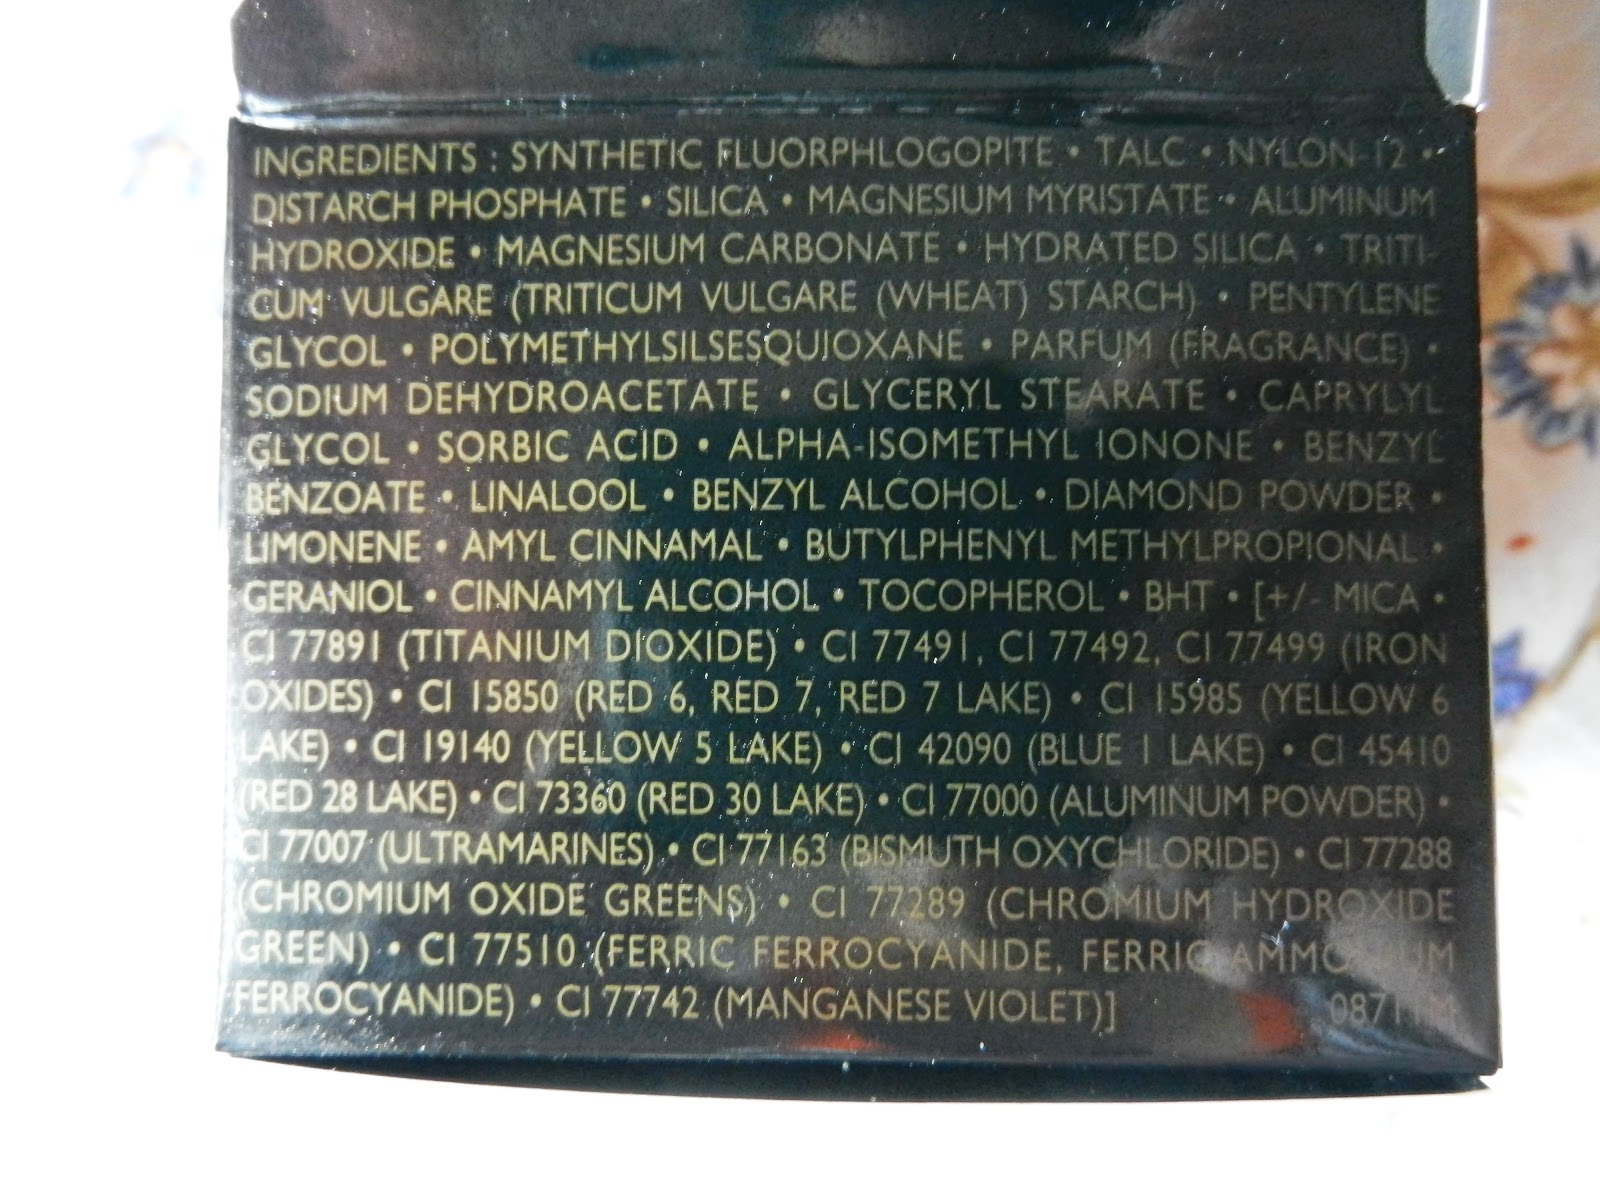 INGREDIENTS : SYNTHETIC FLUORPHLOGOPITE • TALC • NYLON-12 •
DISTARCH PHOSPHATE • SILICA • MAGNESIUM MYRISTATE • ALUMINUM
HYDROXIDE • MAGNESIUM CARBONATE • HYDRATED SILICA • TRITI-
CUM VULGARE (TRITICUM VULGARE (WHEAT) STARCH) • PENTYLENE
GLYCOL • POLYMETHYLSILSESQUIOXANE • PARFUM (FRAGRANCE) •
SODIUM DEHYDROACETATE • GLYCERYL STEARATE • CAPRYLYL
GLYCOL • SORBIC ACID • ALPHA-ISOMETHYL IONONE • BENZYL
BENZOATE • LINALOOL • BENZYL ALCOHOL • DIAMOND POWDER •
LIMONENE • AMYL CINNAMAL • BUTYLPHENYL METHYLPROPIONAL •
GERANIOL • CINNAMYL ALCOHOL • TOCOPHEROL • BHT • [+/- MICA •
CI 77891 (TITANIUM DIOXIDE) • CI 77491, CI 77492, CI 77499 (IRON
OXIDES) • CI 15850 (RED 6, RED 7, RED 7 LAKE) • CI 15985 (YELLOW 6
LAKE) • CI 19140 (YELLOW 5 LAKE) • CI 42090 (BLUE 1 LAKE) • CI 45410
(RED 28 LAKE) • CI 73360 (RED 30 LAKE) • CI 77000 (ALUMINUM POWDER) •
CI 77007 (ULTRAMARINES) • CI 77163 (BISMUTH OXYCHLORIDE) • CI 77288
(CHROMIUM OXIDE GREENS) • CI 77289 (CHROMIUM HYDROXIDE
GREEN) • CI 77510 (FERRIC FERROCYANIDE, FERRIC AMMONIUM
FERROCYANIDE) • CI 77742 (MANGANESE VIOLET)]